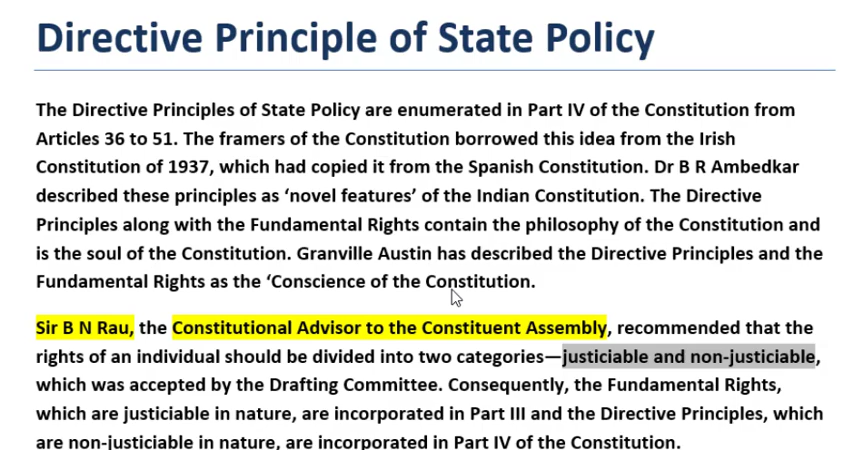 Directive Principle of State Policy
The Directive Principles of State Policy are enumerated in Part IV of the Constitution from
Articles 36 to 51. The framers of the Constitution borrowed this idea from the Irish
Constitution of 1937, which had copied it from the Spanish Constitution. Dr B R Ambedkar
described these principles as ‘novel features’ of the Indian Constitution. The Directive
Principles along with the Fundamental Rights contain the philosophy of the Constitution and
is the soul of the Constitution. Granville Austin has described the Directive Principles and the
Fundamental Rights as the ‘Conscience of the Constitution.
Sir B N Rau, the Constitutional Advisor to the Constituent Assembly, recommended that the
rights of an individual should be divided into two categories—justiciable and non-justiciable,
which was accepted by the Drafting Committee. Consequently, the Fundamental Rights,
which are justiciable in nature, are incorporated in Part III and the Directive Principles, which
are non-justiciable in nature, are incorporated in Part IV of the Constitution.